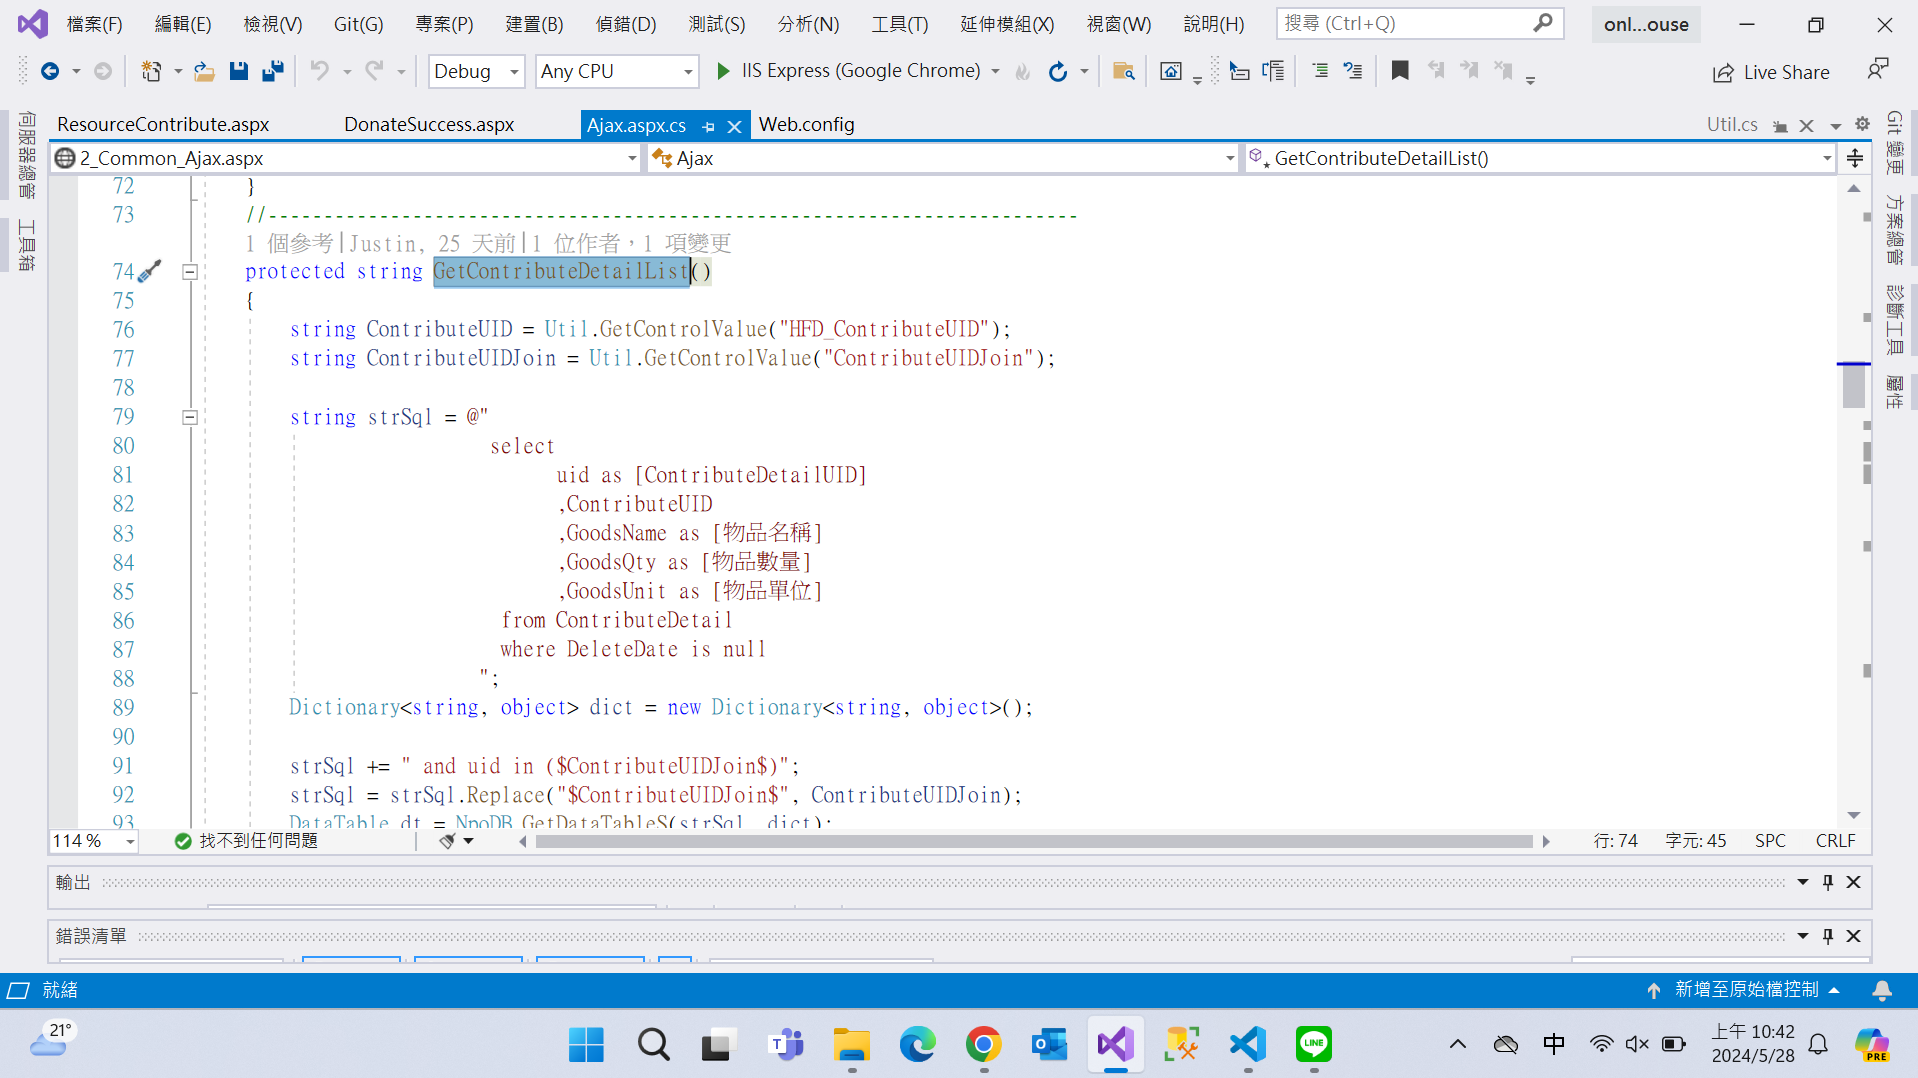 檔案(F) 編輯(E) 檢視(V) Git(G) 專案(P) 建置(B) 偵錯(D) 測試(S) 分析(N) 工具(T) 延伸模組(X) 視窗(W) 說明(H) 搜尋 (Ctrl+Q) onl...ouse
Debug Any CPU IIS Express (Google Chrome) Live Share
伺服器總管
工具箱
ResourceContribute.aspx DonateSuccess.aspx Ajax.aspx.cs Web.config Util.cs
2_Common_Ajax.aspx Ajax GetContributeDetailList()
72 }
73 //-------------------------------------------------------------------------
1 個參考|Justin, 25 天前|1 位作者，1 項變更
74 protected string GetContributeDetailList()
75 {
76 string ContributeUID = Util.GetControlValue("HFD_ContributeUID");
77 string ContributeUIDJoin = Util.GetControlValue("ContributeUIDJoin");
78
79 string strSql = @"
80 select
81 uid as [ContributeDetailUID]
82 ,ContributeUID
83 ,GoodsName as [物品名稱]
84 ,GoodsQty as [物品數量]
85 ,GoodsUnit as [物品單位]
86 from ContributeDetail
87 where DeleteDate is null
88 ";
89 Dictionary<string, object> dict = new Dictionary<string, object>();
90
91 strSql += " and uid in ($ContributeUIDJoin$)";
92 strSql = strSql.Replace("$ContributeUIDJoin$", ContributeUIDJoin);
93 DataTable dt = NpoDB.GetDataTableS(strSql, dict);
Git 變更
方案總管
診斷工具
屬性
114 % 找不到任何問題 行: 74 字元: 45 SPC CRLF
輸出
錯誤清單
就緒 新增至原始檔控制
21° 中 上午 10:42
2024/5/28
LINE
PRE